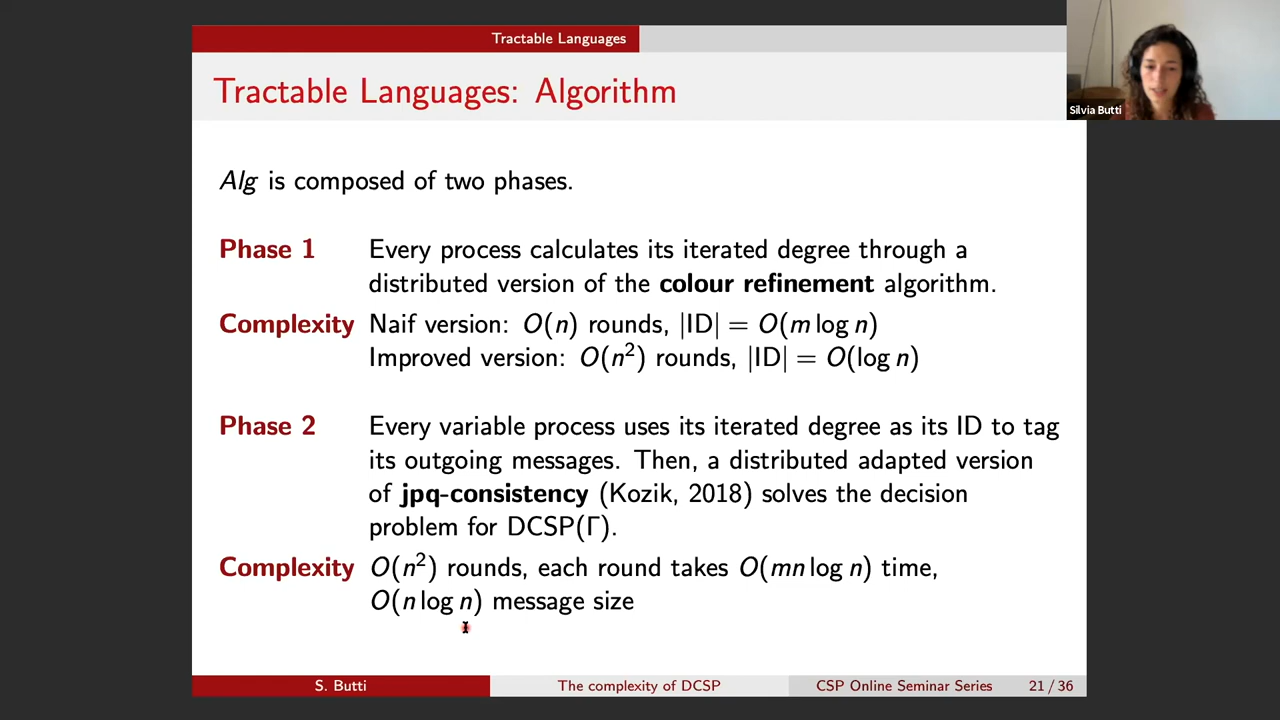 Tractable Languages
Tractable Languages: Algorithm
Silvia Butti
Alg is composed of two phases.
Phase 1 Every process calculates its iterated degree through a
distributed version of the colour refinement algorithm.
Complexity Naif version: O(n) rounds, |ID| = O(m log n)
Improved version: O(n²) rounds, |ID| = O(log n)
Phase 2 Every variable process uses its iterated degree as its ID to tag
its outgoing messages. Then, a distributed adapted version
of jpq-consistency (Kozik, 2018) solves the decision
problem for DCSP(Γ).
Complexity O(n²) rounds, each round takes O(mn log n) time,
O(n log n) message size
S. Butti The complexity of DCSP CSP Online Seminar Series 21 / 36